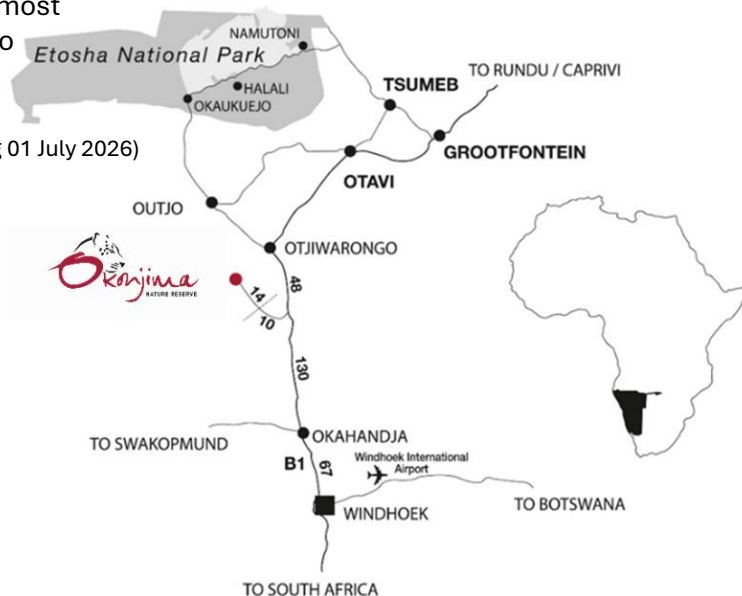 most
o
g 01 July 2026)
NAMUTONI
Etosha National Park
HALALI
OKAUKUEJO
TSUMEB
TO RUNDU / CAPRIVI
GROOTFONTEIN
OTAVI
OUTJO
OTJIWARONGO
Okonjima
NATURE RESERVE
14
10
48
130
TO SWAKOPMUND
OKAHANDJA
B1
67
Windhoek International
Airport
WINDHOEK
TO BOTSWANA
TO SOUTH AFRICA